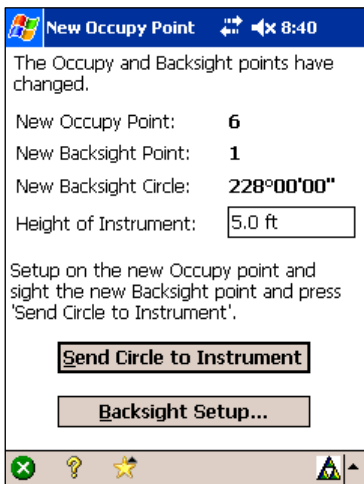 New Occupy Point 8:40
The Occupy and Backsight points have
changed.
New Occupy Point: 6
New Backsight Point: 1
New Backsight Circle: 228°00'00"
Height of Instrument: 5.0 ft
Setup on the new Occupy point and
sight the new Backsight point and press
'Send Circle to Instrument'.
Send Circle to Instrument
Backsight Setup...